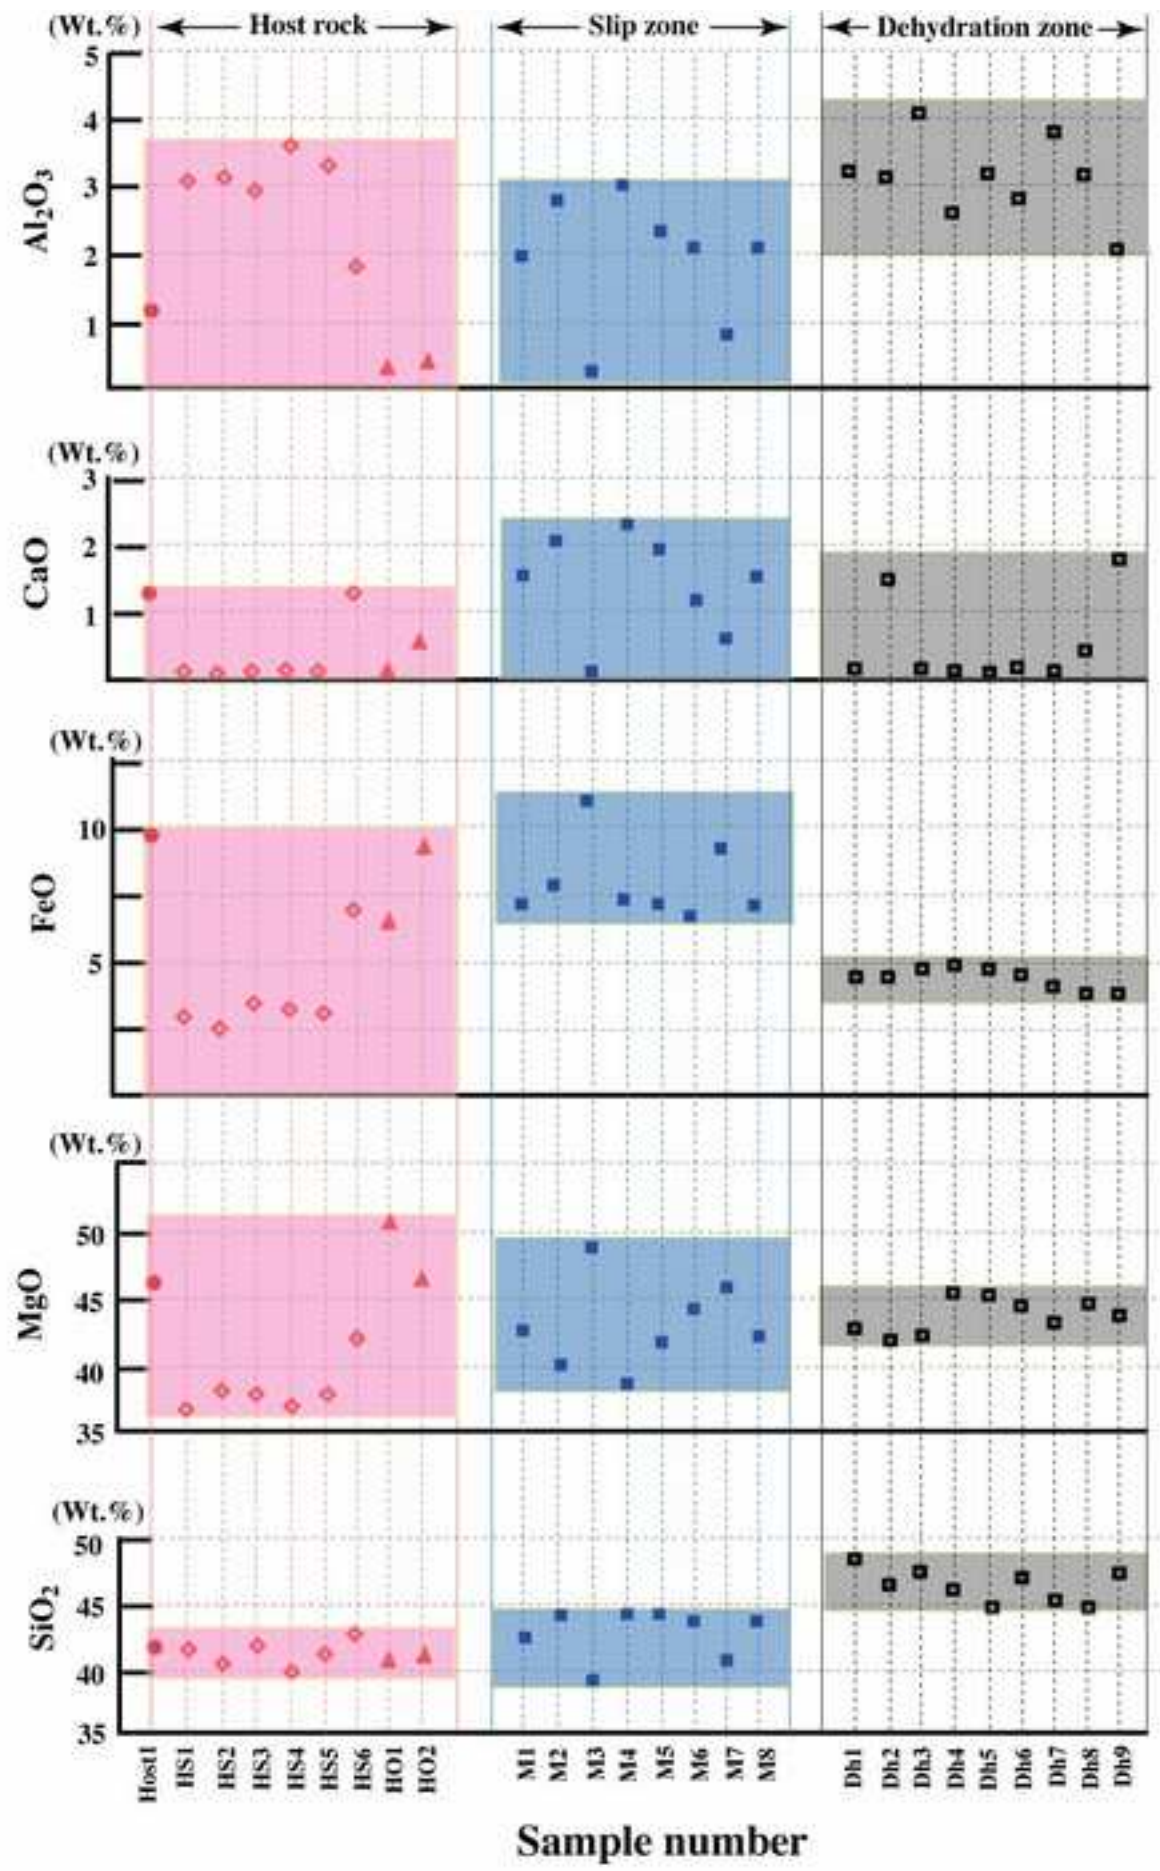 (Wt.%) Host rock Slip zone Dehydration zone
5
4
3
2
1
Al₂O₃
(Wt.%)
3
2
1
CaO
(Wt.%)
10
5
FeO
(Wt.%)
50
45
40
35
MgO
(Wt.%)
50
45
40
35
SiO₂
Host1 HS1 HS2 HS3 HS4 HS5 HS6 HO1 HO2 M1 M2 M3 M4 M5 M6 M7 M8 Dh1 Dh2 Dh3 Dh4 Dh5 Dh6 Dh7 Dh8 Dh9
Sample number